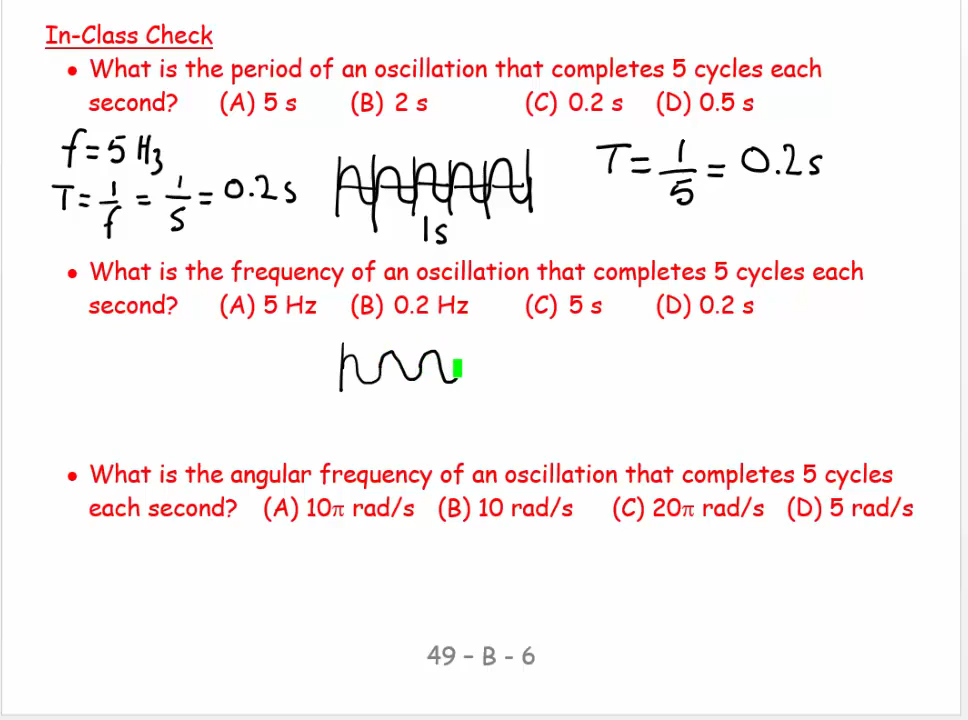 In-Class Check
• What is the period of an oscillation that completes 5 cycles each
second? (A) 5 s (B) 2 s (C) 0.2 s (D) 0.5 s
f = 5 Hz
T = 1/f = 1/5 = 0.2 s
1s
T = 1/5 = 0.2 s
• What is the frequency of an oscillation that completes 5 cycles each
second? (A) 5 Hz (B) 0.2 Hz (C) 5 s (D) 0.2 s
• What is the angular frequency of an oscillation that completes 5 cycles
each second? (A) 10π rad/s (B) 10 rad/s (C) 20π rad/s (D) 5 rad/s
49 – B - 6